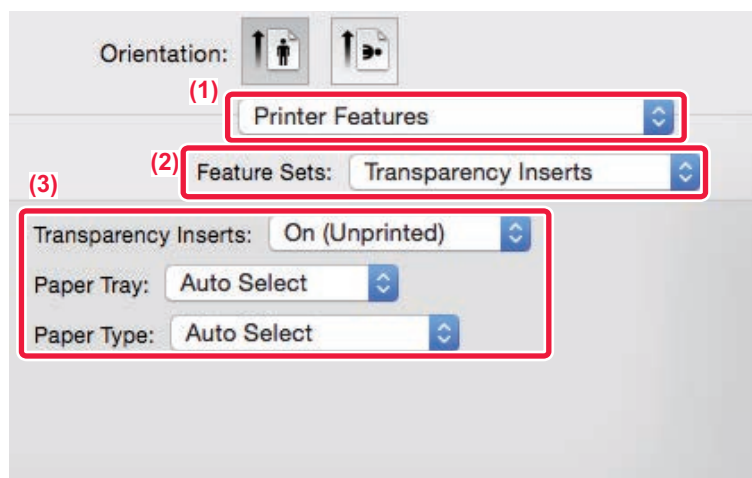 Orientation:
(1)
Printer Features
(2)
Feature Sets: Transparency Inserts
(3)
Transparency Inserts: On (Unprinted)
Paper Tray: Auto Select
Paper Type: Auto Select